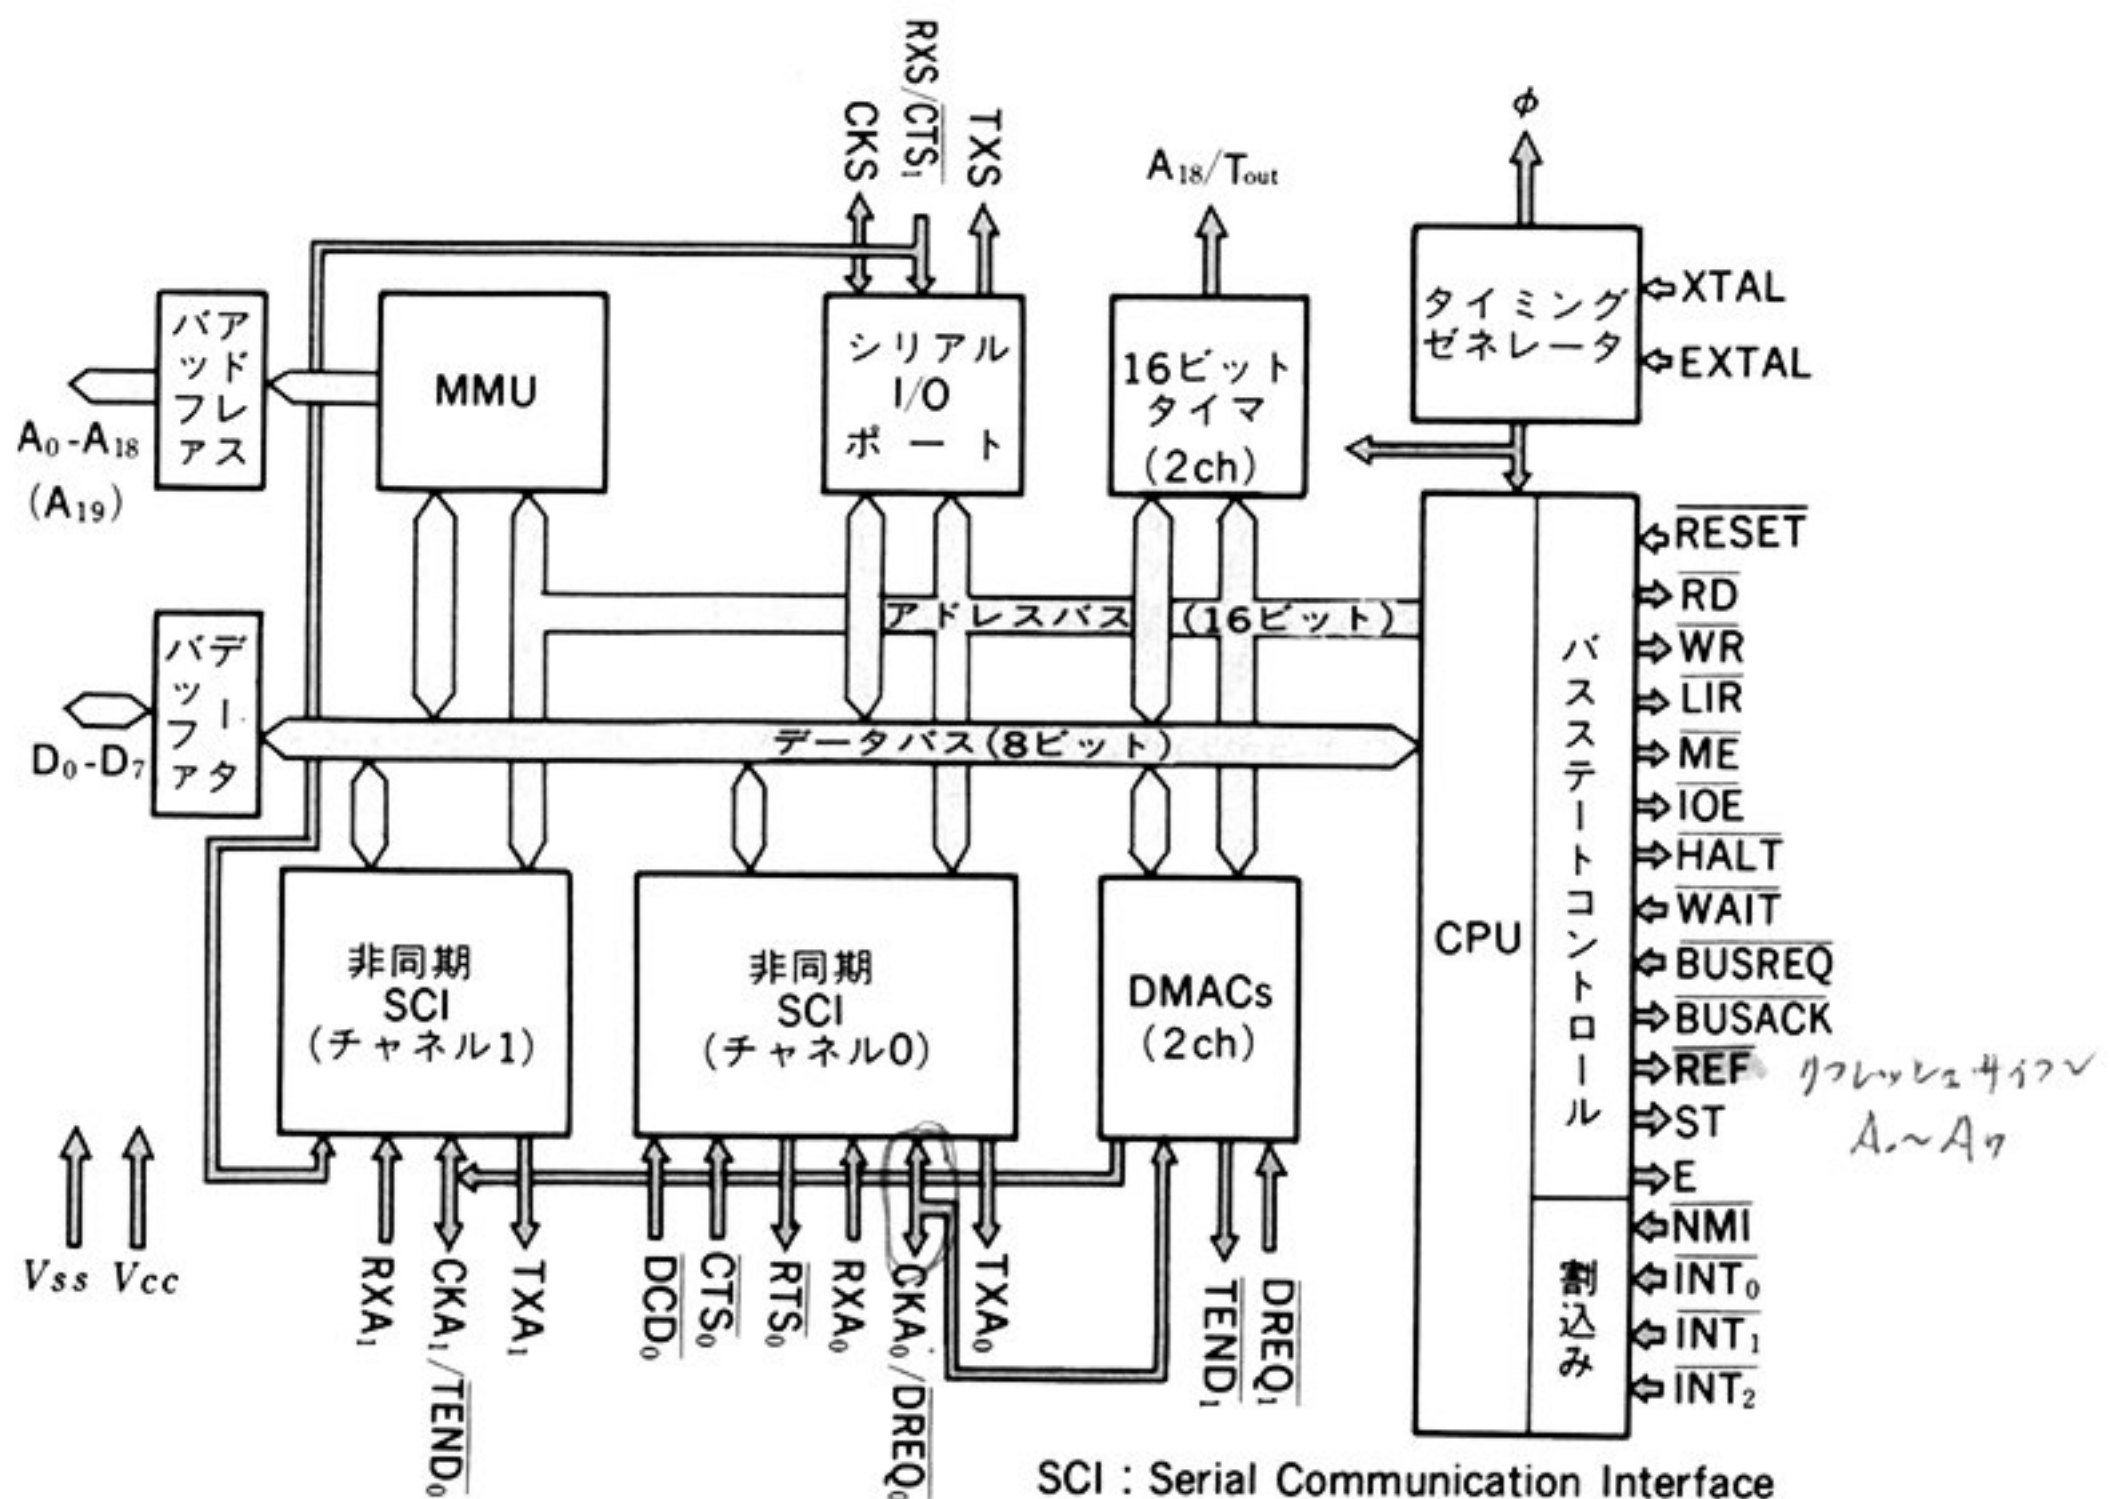 RXS/CTS₁
CKS
TXS
A₁₈/Tout
φ
アドレス
バッファ
MMU
シリアル
I/O
ポート
16ビット
タイマ
(2ch)
タイミング
ゼネレータ
XTAL
EXTAL
A₀-A₁₈
(A₁₉)
RESET
RD
WR
LIR
ME
IOE
HALT
WAIT
BUSREQ
BUSACK
REF
ST
E
NMI
INT₀
INT₁
INT₂
アドレスバス (16ビット)
データ
バッファ
D₀-D₇
データバス(8ビット)
CPU
バスステートコントロール
割込み
非同期
SCI
(チャネル1)
非同期
SCI
(チャネル0)
DMACs
(2ch)
リフレッシュサイクル
A₀~A₇
Vss Vcc
RXA₁
CKA₁/TEND₀
TXA₁
DCD₀
CTS₀
RTS₀
RXA₀
CKA₀/DREQ₀
TXA₀
TEND₁
DREQ₁
SCI : Serial Communication Interface